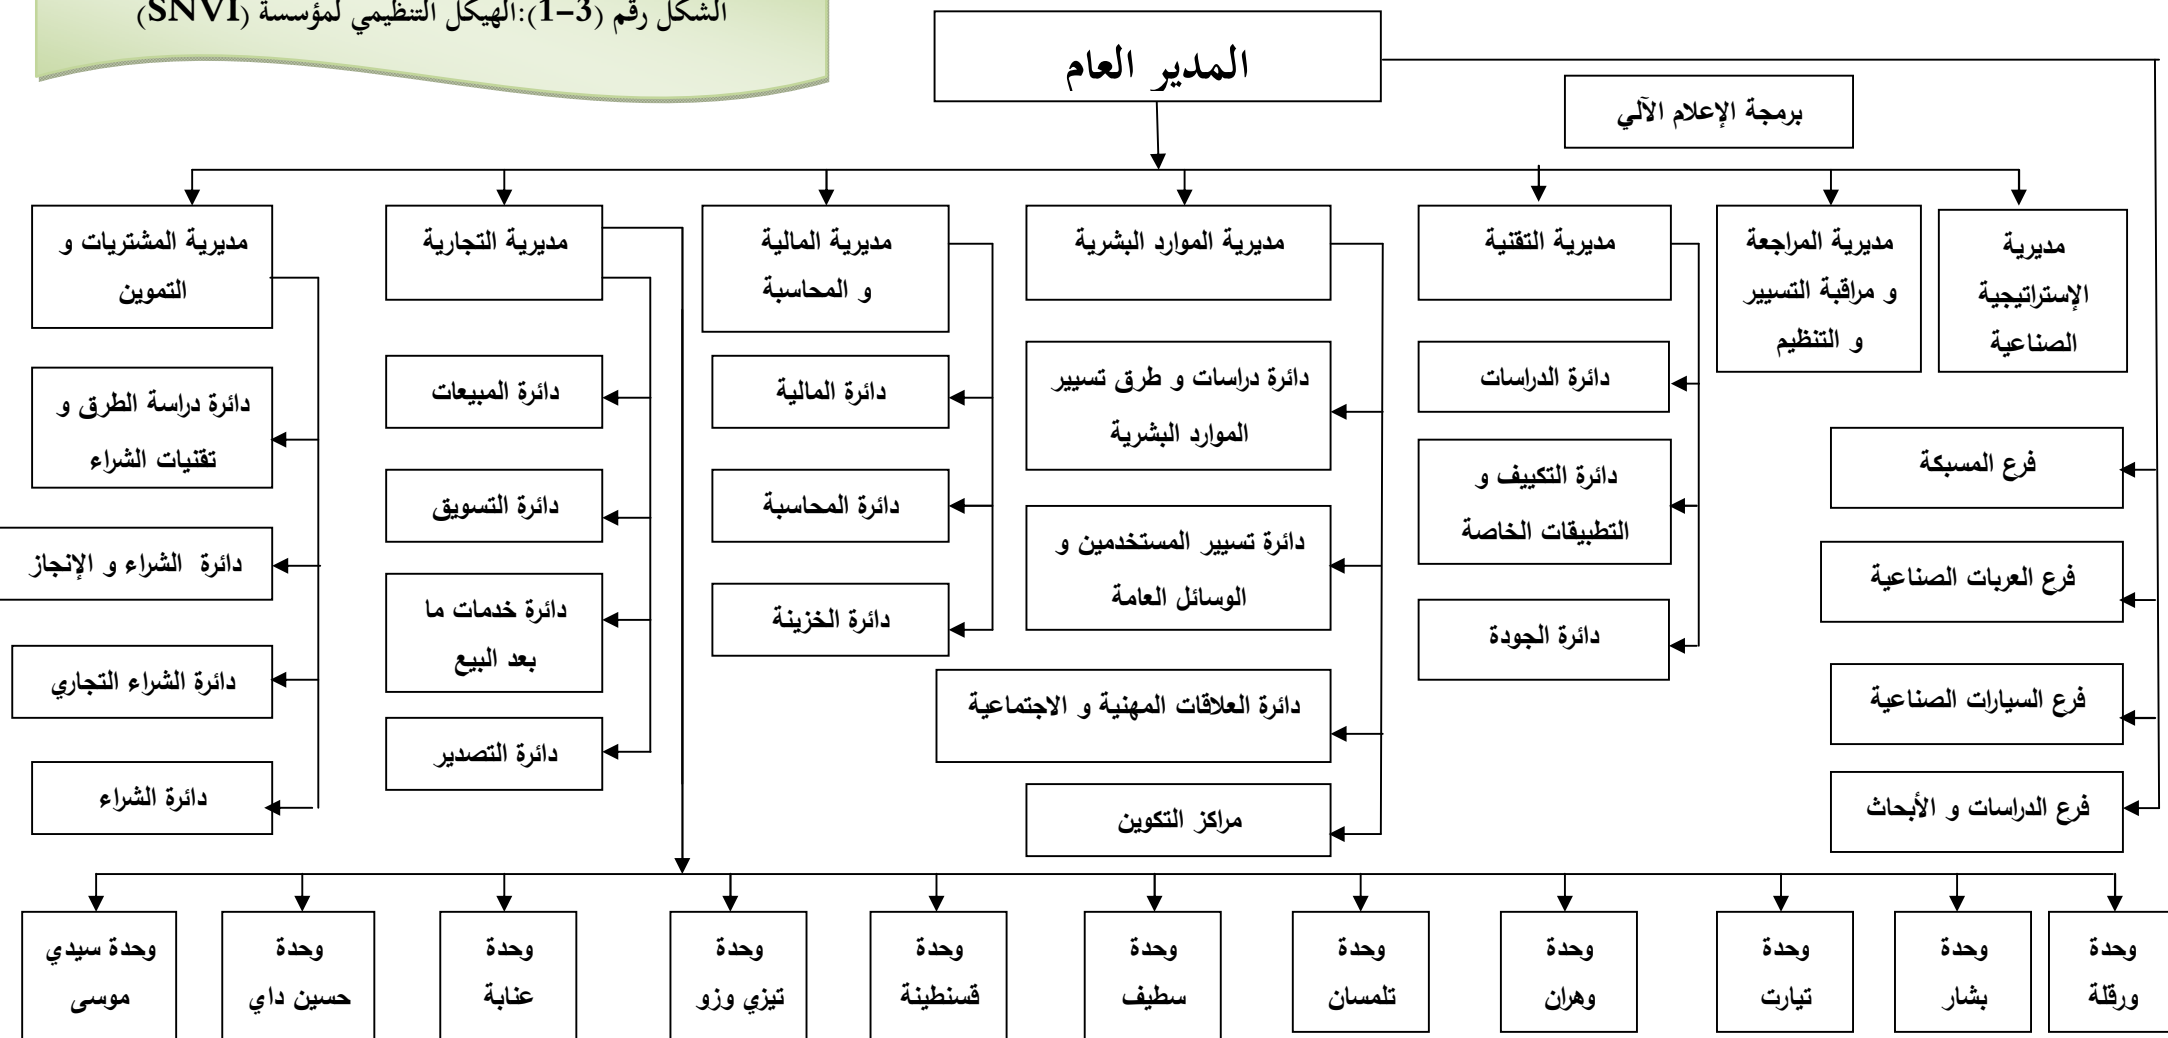 الشكل رقم (3-1):الهيكل التنظيمي لمؤسسة (SNVI)
المدير العام
برمجة الإعلام الآلي
مديرية
الإستراتيجية
الصناعية
مديرية المراجعة
و مراقبة التسيير
و التنظيم
مديرية التقنية
مديرية الموارد البشرية
مديرية المالية
و المحاسبة
مديرية التجارية
مديرية المشتريات و
التموين
فرع المسبكة
فرع العربات الصناعية
فرع السيارات الصناعية
فرع الدراسات و الأبحاث
دائرة الدراسات
دائرة التكييف و
التطبيقات الخاصة
دائرة الجودة
دائرة دراسات و طرق تسيير
الموارد البشرية
دائرة تسيير المستخدمين و
الوسائل العامة
دائرة العلاقات المهنية و الاجتماعية
مراكز التكوين
دائرة المالية
دائرة المحاسبة
دائرة الخزينة
دائرة المبيعات
دائرة التسويق
دائرة خدمات ما
بعد البيع
دائرة التصدير
دائرة دراسة الطرق و
تقنيات الشراء
دائرة الشراء و الإنجاز
دائرة الشراء التجاري
دائرة الشراء
وحدة
ورقلة
وحدة
بشار
وحدة
تيارت
وحدة
وهران
وحدة
تلمسان
وحدة
سطيف
وحدة
قسنطينة
وحدة
تيزي وزو
وحدة
عنابة
وحدة
حسين داي
وحدة سيدي
موسى